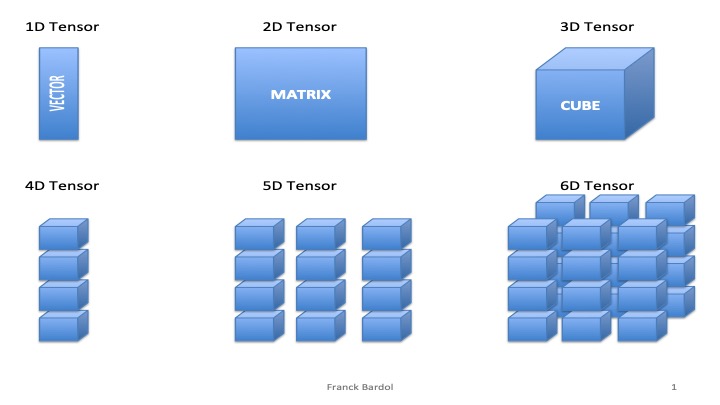 1D Tensor
2D Tensor
3D Tensor
VECTOR
MATRIX
CUBE
4D Tensor
5D Tensor
6D Tensor
Franck Bardol
1